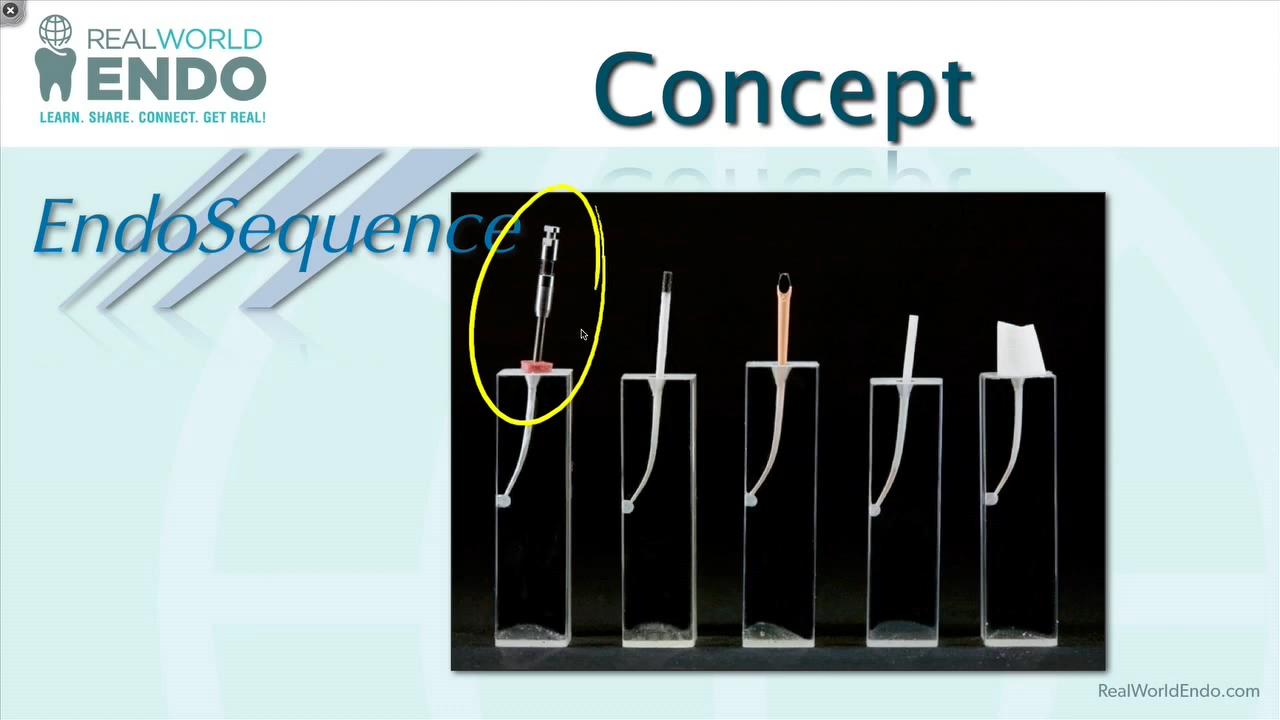 REALWORLD
ENDO
LEARN. SHARE. CONNECT. GET REAL!
Concept
EndoSequence
RealWorldEndo.com